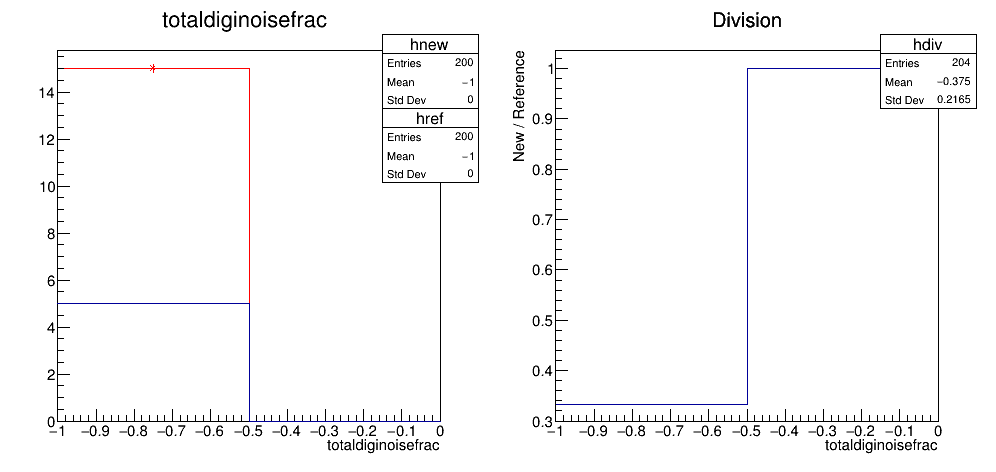 totaldiginoisefrac
hnew
Entries 200
Mean −1
Std Dev 0
href
Entries 200
Mean −1
Std Dev 0
14
12
10
8
6
4
2
0
−1 −0.9 −0.8 −0.7 −0.6 −0.5 −0.4 −0.3 −0.2 −0.1 0
totaldiginoisefrac
Division
hdiv
Entries 204
Mean −0.375
Std Dev 0.2165
New / Reference
1
0.9
0.8
0.7
0.6
0.5
0.4
0.3
−1 −0.9 −0.8 −0.7 −0.6 −0.5 −0.4 −0.3 −0.2 −0.1 0
totaldiginoisefrac